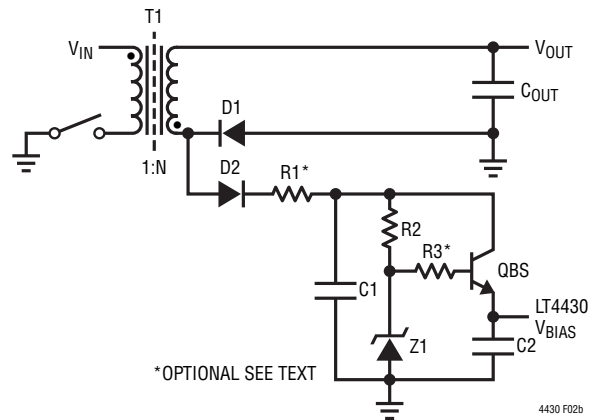 T1
V_IN
V_OUT
C_OUT
D1
1:N
D2
R1*
R2
R3*
QBS
C1
LT4430
V_BIAS
Z1
C2
*OPTIONAL SEE TEXT
4430 F02b